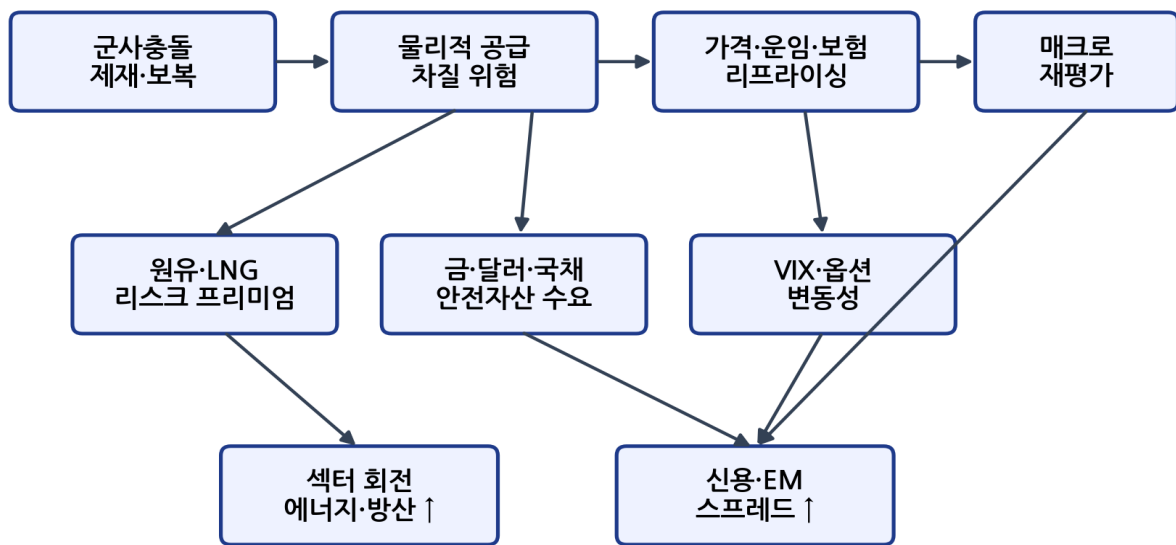 군사충돌
제재·보복
물리적 공급
차질 위험
가격·운임·보험
리프라이싱
매크로
재평가
원유·LNG
리스크 프리미엄
금·달러·국채
안전자산 수요
VIX·옵션
변동성
섹터 회전
에너지·방산 ↑
신용·EM
스프레드 ↑